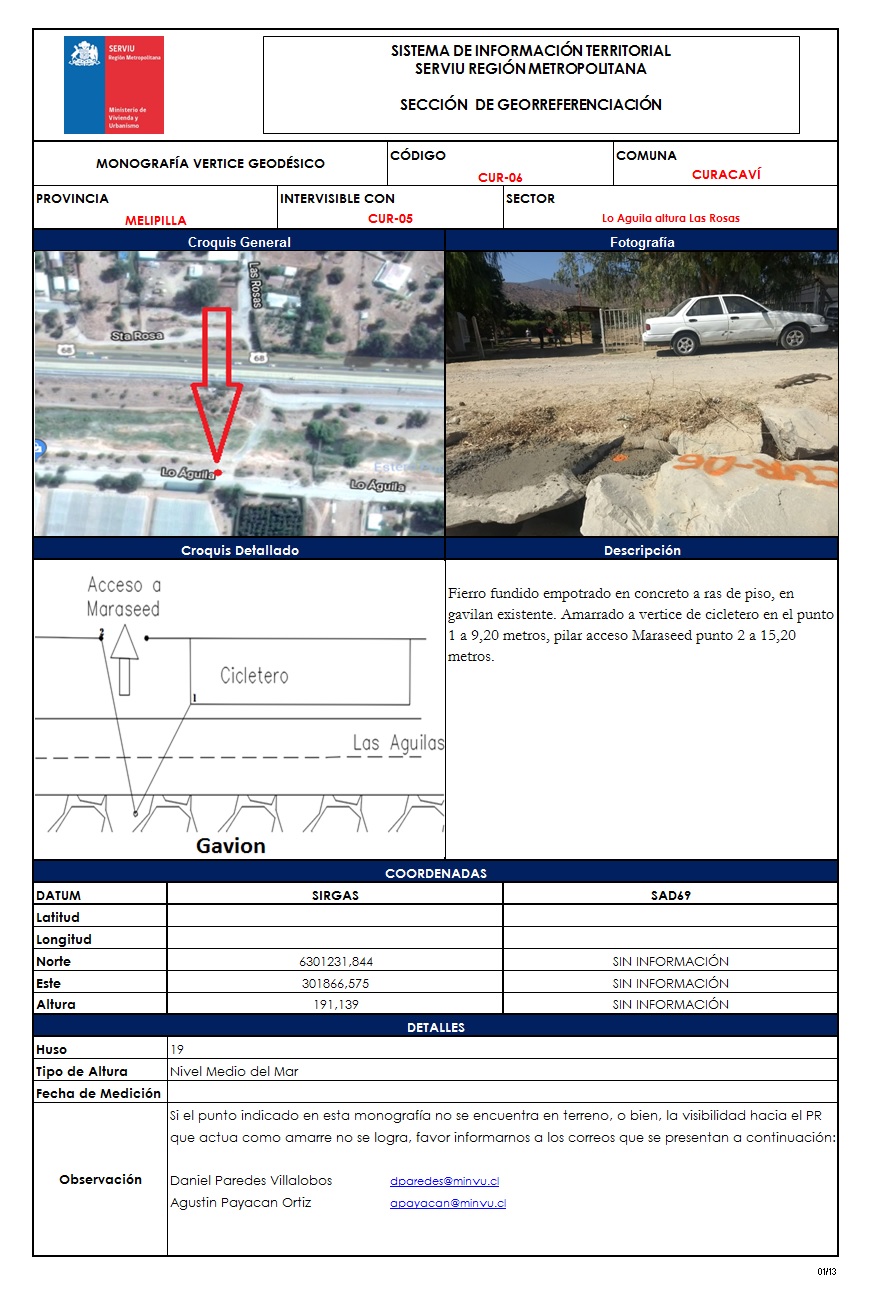 SERVIU
Región Metropolitana
Ministerio de
Vivienda y
Urbanismo
SISTEMA DE INFORMACIÓN TERRITORIAL
SERVIU REGIÓN METROPOLITANA
SECCIÓN DE GEORREFERENCIACIÓN
MONOGRAFÍA VERTICE GEODÉSICO
CÓDIGO
CUR-06
COMUNA
CURACAVÍ
PROVINCIA
MELIPILLA
INTERVISIBLE CON
CUR-05
SECTOR
Lo Aguila altura Las Rosas
Croquis General
Fotografía
Las Rosas
Sta Rosa
68
68
Lo Águila
Lo Águila
CUR-06
Croquis Detallado
Descripción
Acceso a
Maraseed
2
Cicletero
1
Las Aguilas
Gavion
Fierro fundido empotrado en concreto a ras de piso, en
gavilan existente. Amarrado a vertice de cicletero en el punto
1 a 9,20 metros, pilar acceso Maraseed punto 2 a 15,20
metros.
COORDENADAS
DATUM SIRGAS SAD69
Latitud
Longitud
Norte 6301231,844 SIN INFORMACIÓN
Este 301866,575 SIN INFORMACIÓN
Altura 191,139 SIN INFORMACIÓN
DETALLES
Huso 19
Tipo de Altura Nivel Medio del Mar
Fecha de Medición
Observación
Si el punto indicado en esta monografía no se encuentra en terreno, o bien, la visibilidad hacia el PR
que actua como amarre no se logra, favor informarnos a los correos que se presentan a continuación:
Daniel Paredes Villalobos dparedes@minvu.cl
Agustin Payacan Ortiz apayacan@minvu.cl
01/13